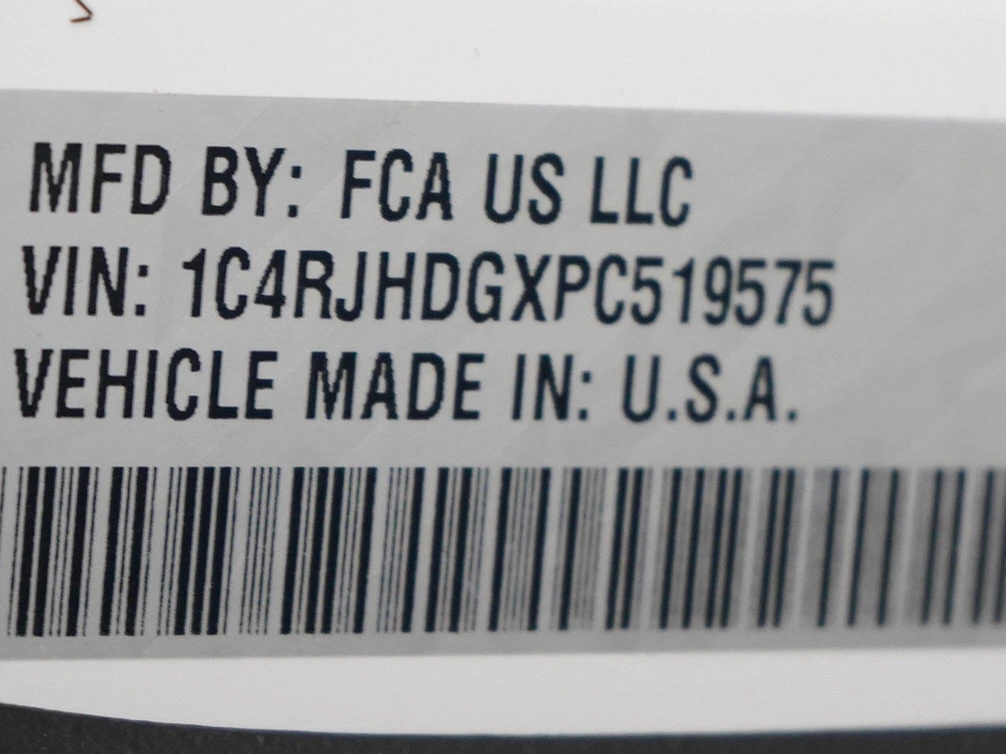 MFD BY: FCA US LLC
VIN: 1C4RJHDGXPC519575
VEHICLE MADE IN: U.S.A.